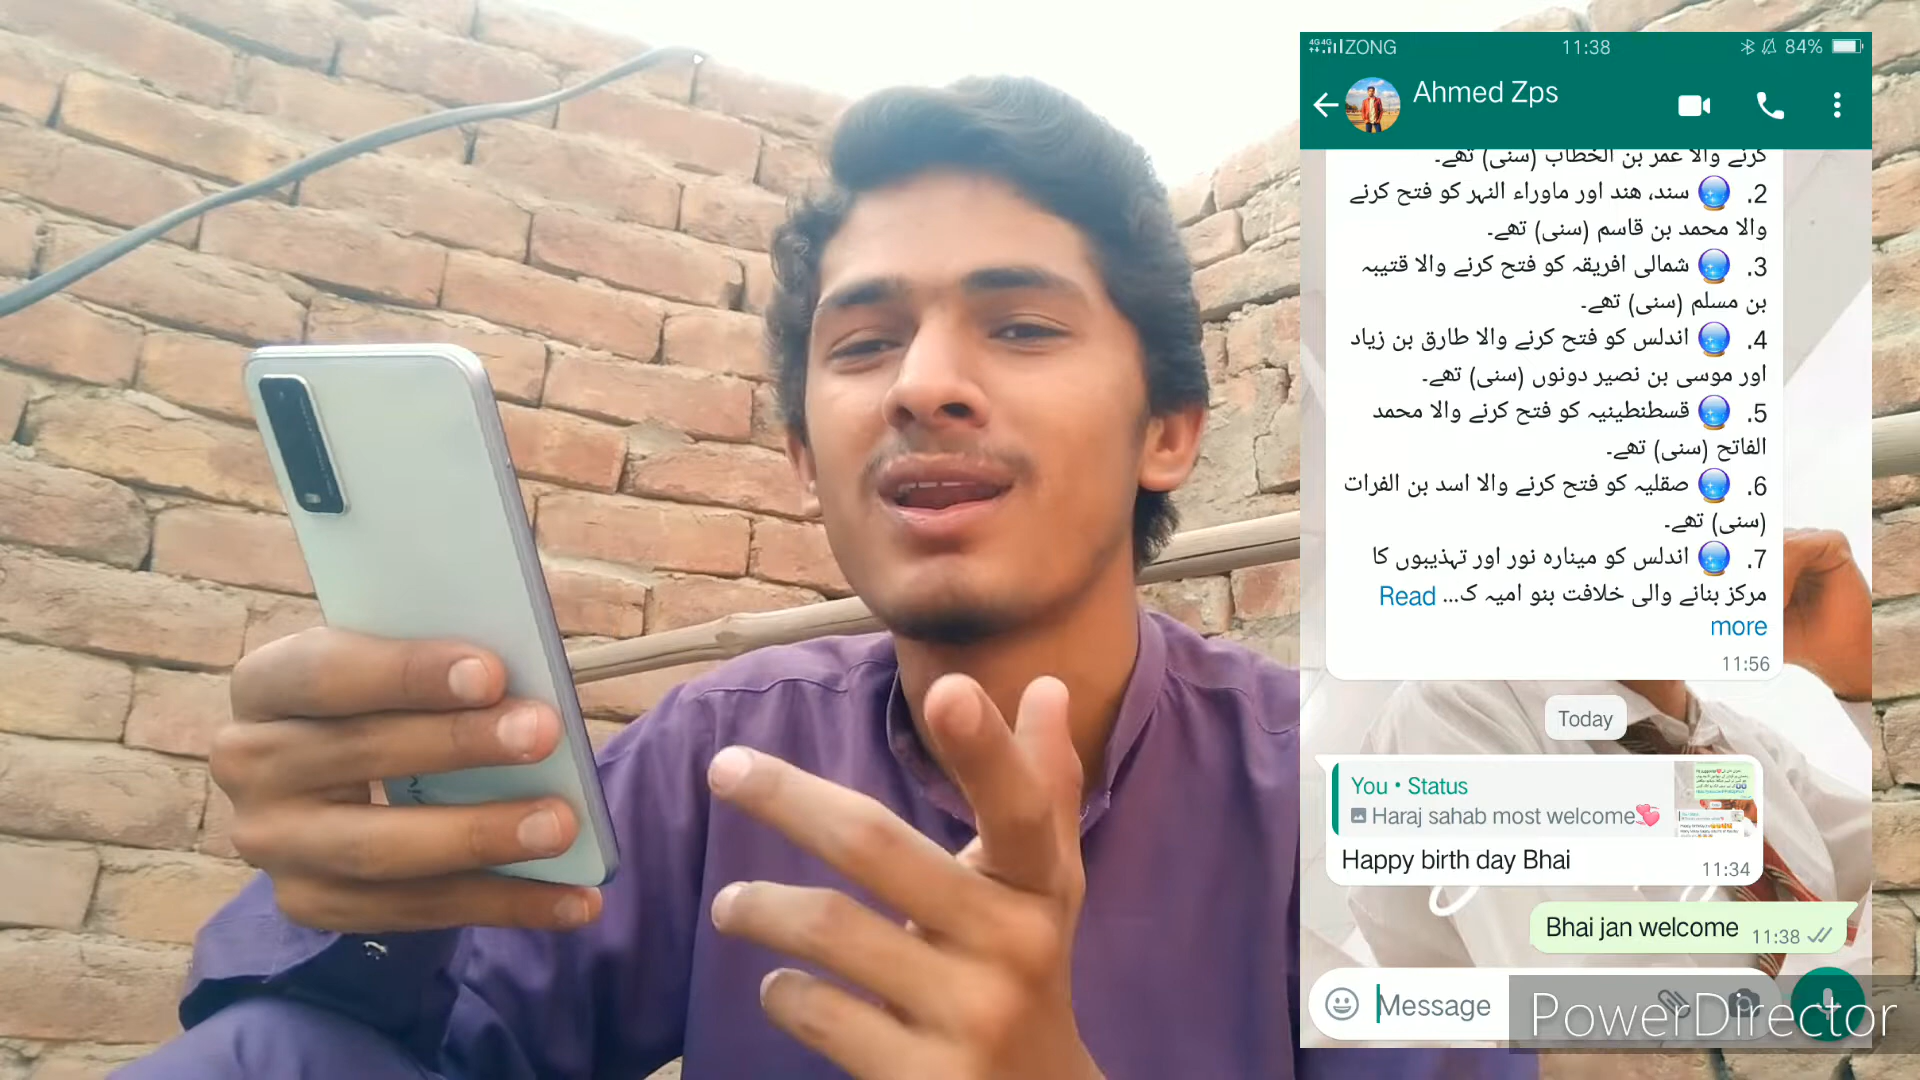 4G 4G ZONG 11:38 84%
Ahmed Zps
کرنے والا عمر بن الخطاب (سنی) تھے۔
2. 🔮 سند، ھند اور ماوراء النہر کو فتح کرنے
والا محمد بن قاسم (سنی) تھے۔
3. 🔮 شمالی افریقہ کو فتح کرنے والا قتیبہ
بن مسلم (سنی) تھے۔
4. 🔮 اندلس کو فتح کرنے والا طارق بن زیاد
اور موسی بن نصیر دونوں (سنی) تھے۔
5. 🔮 قسطنطینیہ کو فتح کرنے والا محمد
الفاتح (سنی) تھے۔
6. 🔮 صقلیہ کو فتح کرنے والا اسد بن الفرات
(سنی) تھے۔
7. 🔮 اندلس کو مینارہ نور اور تہذیبوں کا
مرکز بنانے والی خلافت بنو امیہ ک... Read
more
11:56
Today
You • Status
Haraj sahab most welcome💞
Happy birth day Bhai 11:34
Bhai jan welcome 11:38
Message
PowerDirector